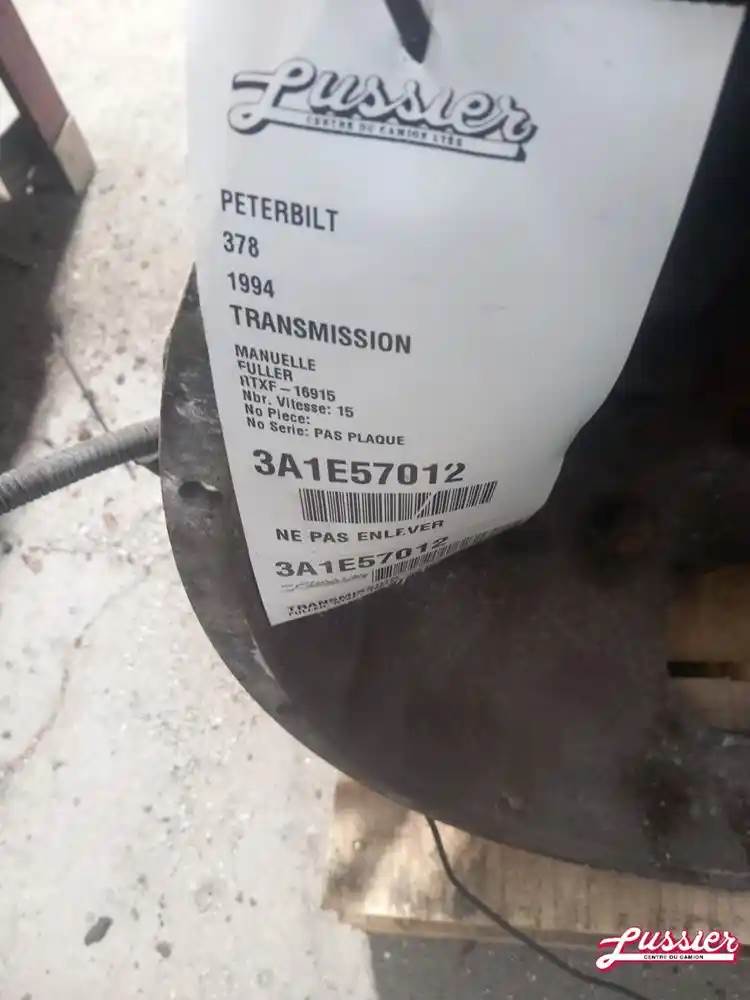 Lussier
CENTRE DU CAMION LTÉE
PETERBILT
378
1994
TRANSMISSION
MANUELLE
FULLER
RTXF-16915
Nbr. Vitesse: 15
No Piece:
No Serie: PAS PLAQUE
3A1E57012
NE PAS ENLEVER
3A1E57012
Lussier
CENTRE DU CAMION